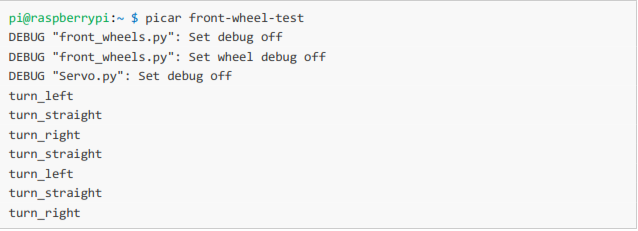 pi@raspberrypi:~ $ picar front-wheel-test
DEBUG "front_wheels.py": Set debug off
DEBUG "front_wheels.py": Set wheel debug off
DEBUG "Servo.py": Set debug off
turn_left
turn_straight
turn_right
turn_straight
turn_left
turn_straight
turn_right